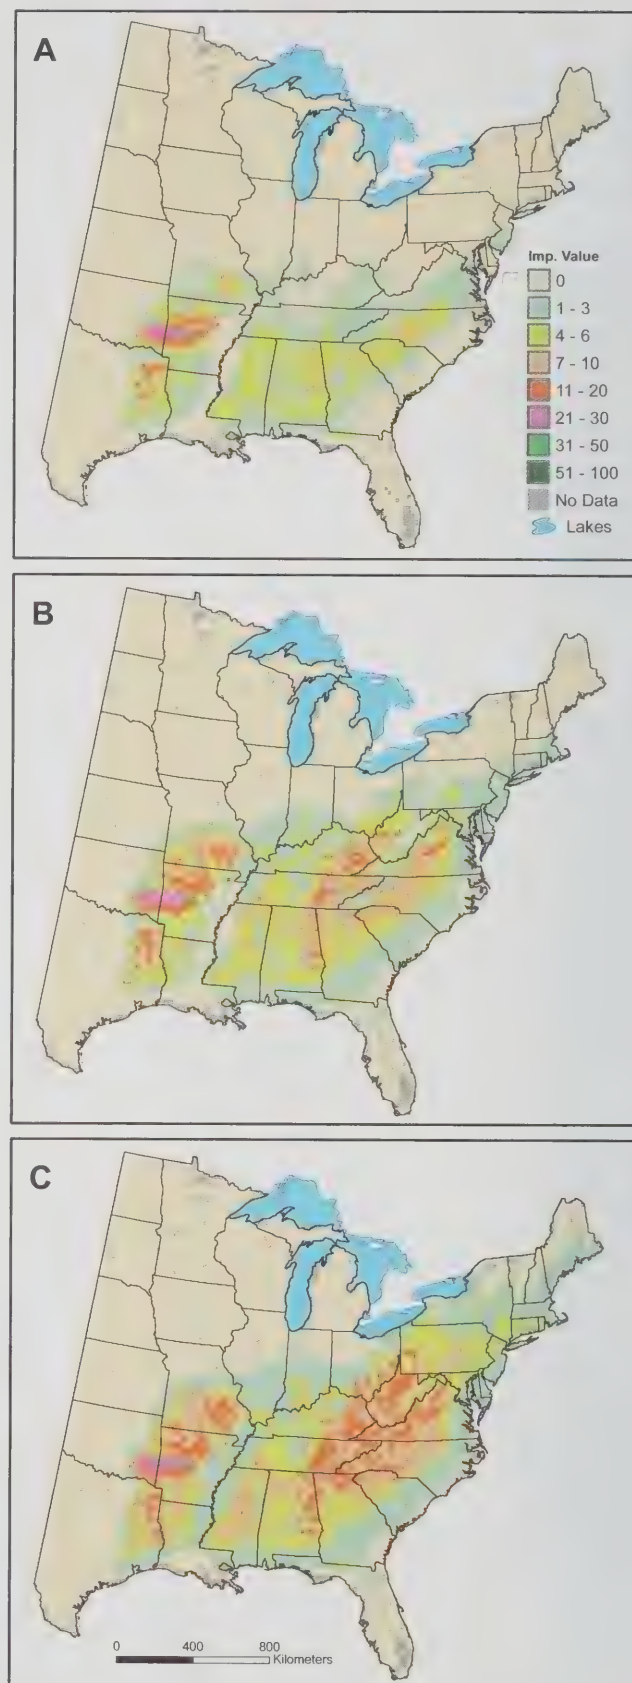 A
Imp. Value
0
1 - 3
4 - 6
7 - 10
11 - 20
21 - 30
31 - 50
51 - 100
No Data
Lakes
B
C
0 400 800
Kilometers